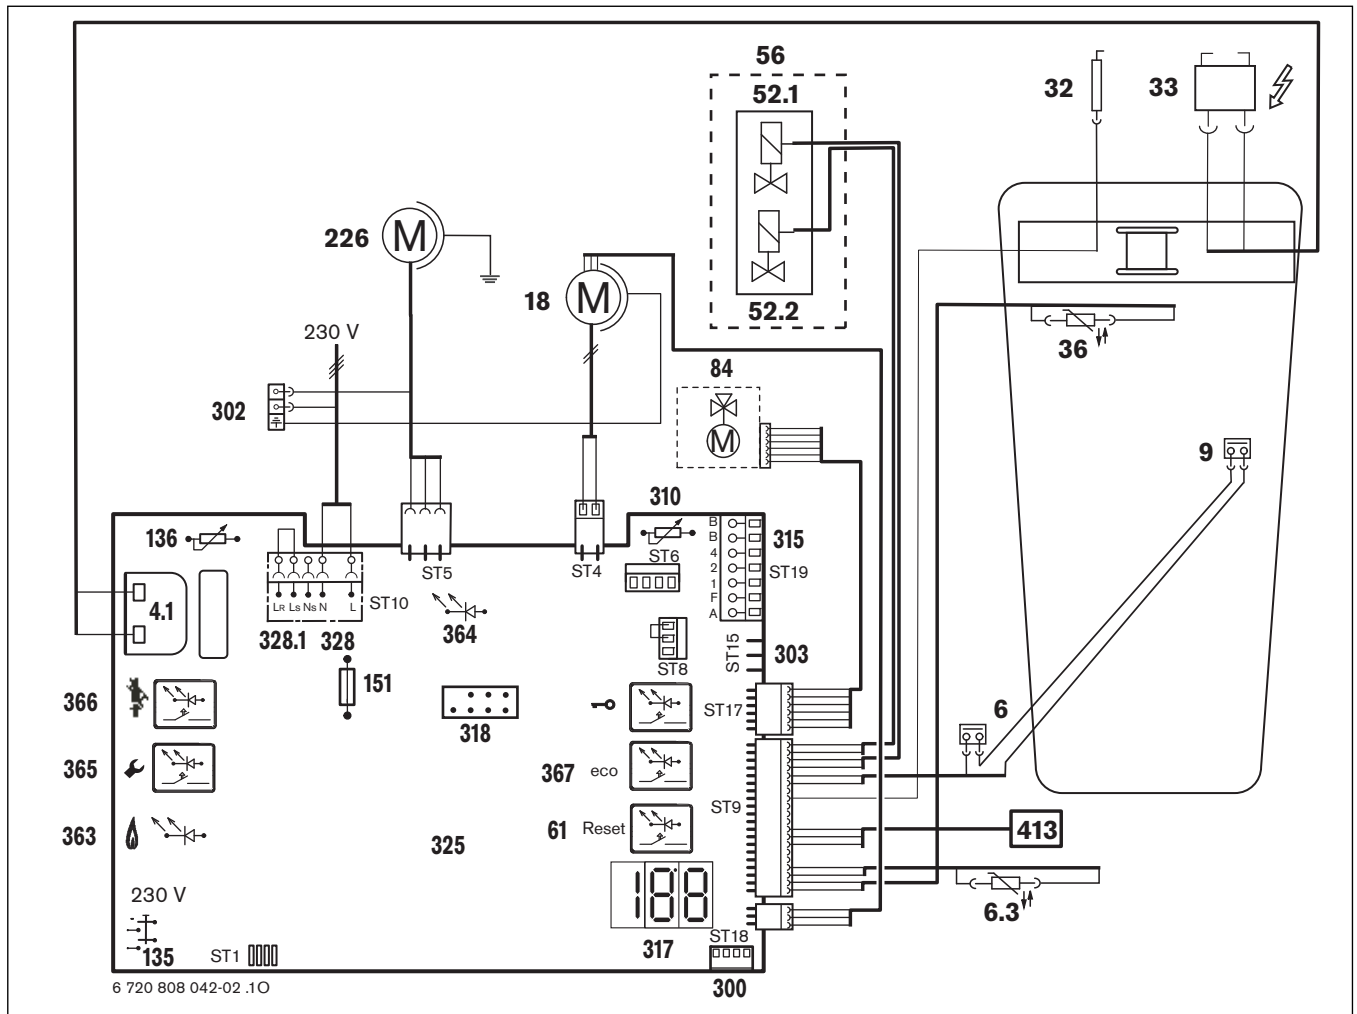 56
32
33
52.1
226
M
18
M
52.2
230 V
36
84
302
M
9
310
136
B
B
4
2
1
F
A
315
ST6
ST5
ST4
ST19
4.1
LR LS NS N L
ST10
328.1
328
364
ST15
303
ST8
151
366
318
ST17
6
365
367
eco
ST9
363
325
61
Reset
413
188
230 V
6.3
135
ST1
317
ST18
300
6 720 808 042-02 .1O